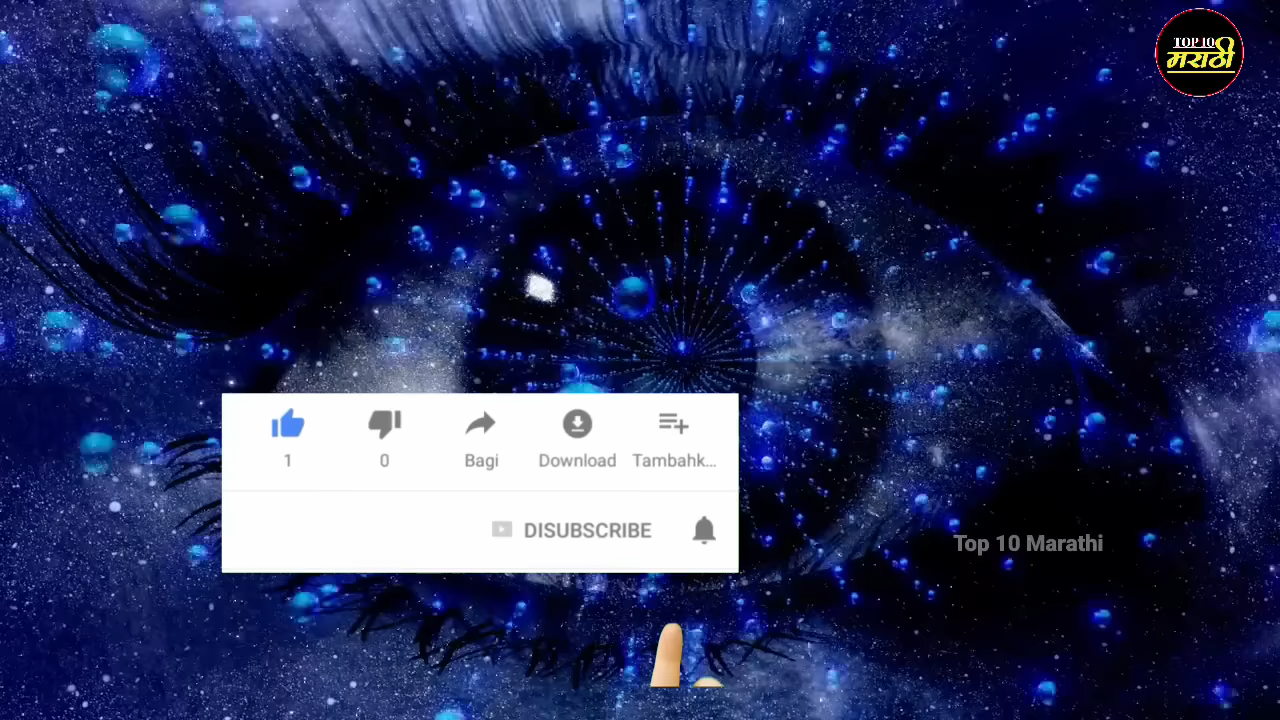 TOP 10
मराठी
1
0
Bagi
Download
Tambahk...
DISUBSCRIBE
Top 10 Marathi